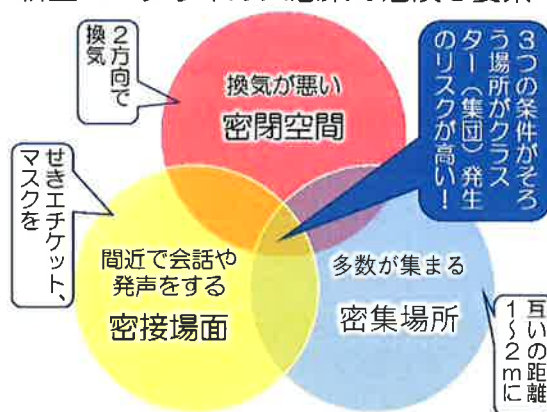 ２方向で
換気
換気が悪い
密閉空間
３つの条件がそろ
う場所がクラス
ター（集団）発生
のリスクが高い！
せきエチケット、
マスクを
間近で会話や
発声をする
密接場面
多数が集まる
密集場所
互いの距離
１～２ｍに